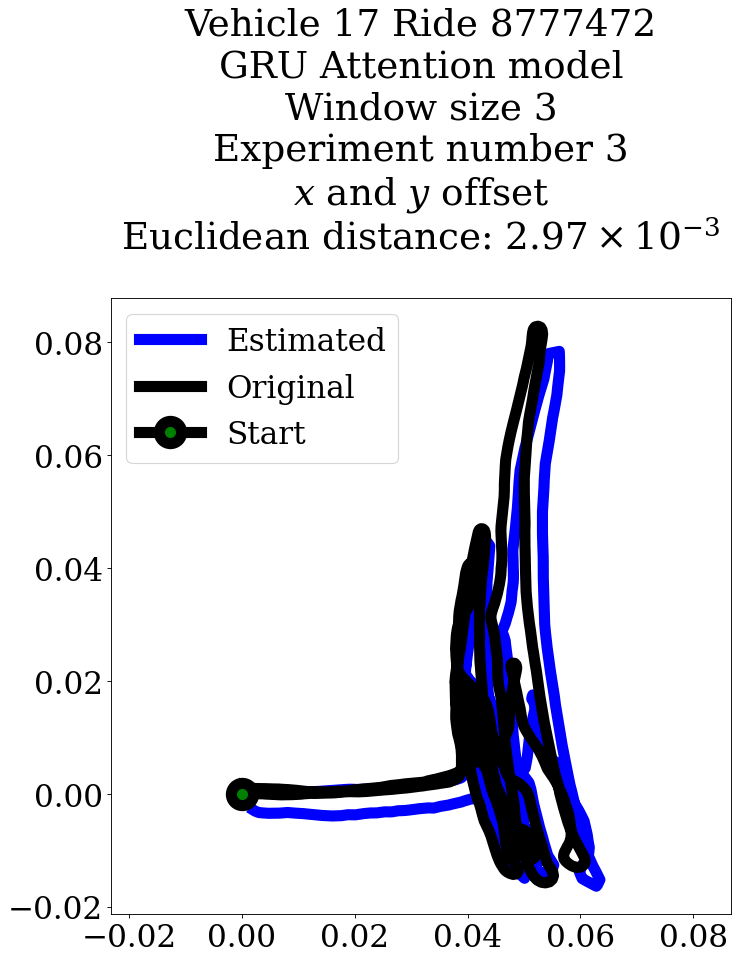 Vehicle 17 Ride 8777472
GRU Attention model
Window size 3
Experiment number 3
x and y offset
Euclidean distance: 2.97 × 10⁻³
Estimated
Original
Start
0.08
0.06
0.04
0.02
0.00
−0.02
−0.02 0.00 0.02 0.04 0.06 0.08